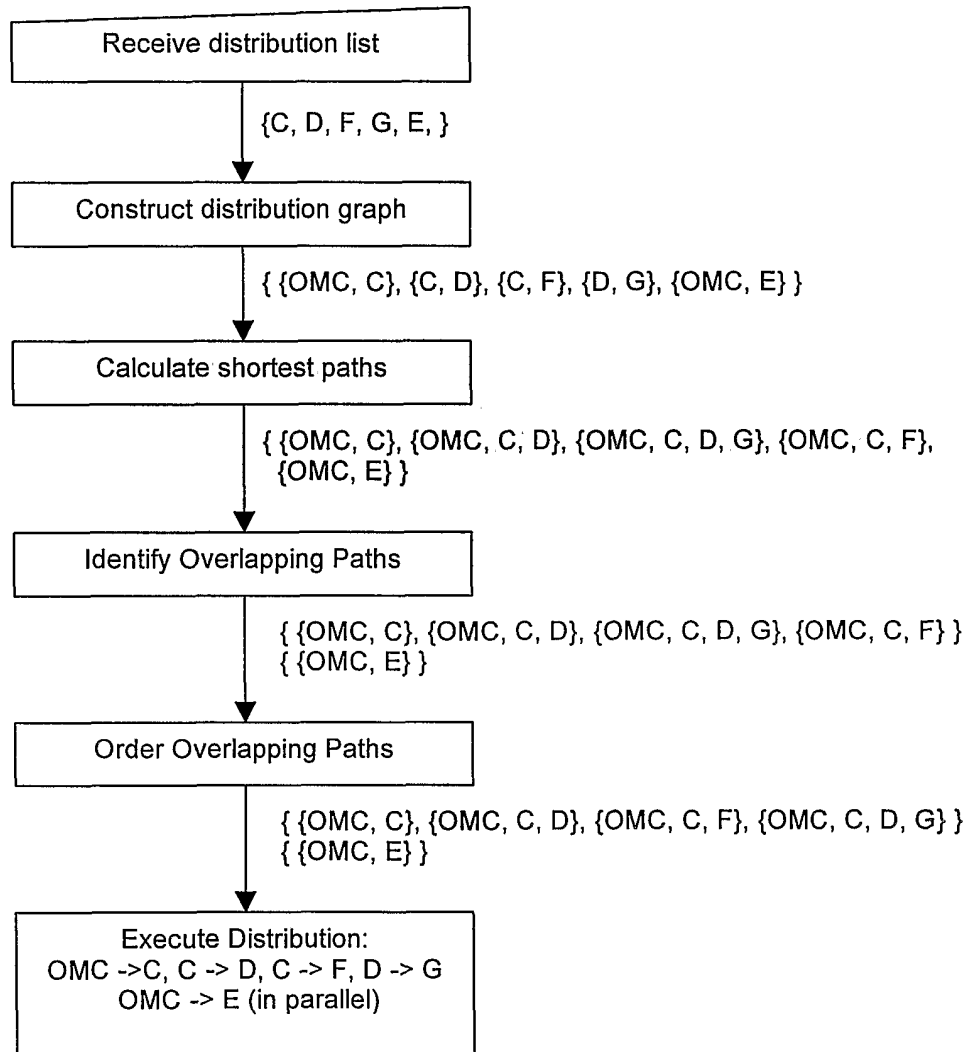 Receive distribution list
{C, D, F, G, E, }
Construct distribution graph
{ {OMC, C}, {C, D}, {C, F}, {D, G}, {OMC, E} }
Calculate shortest paths
{ {OMC, C}, {OMC, C, D}, {OMC, C, D, G}, {OMC, C, F},
{OMC, E} }
Identify Overlapping Paths
{ {OMC, C}, {OMC, C, D}, {OMC, C, D, G}, {OMC, C, F} }
{ {OMC, E} }
Order Overlapping Paths
{ {OMC, C}, {OMC, C, D}, {OMC, C, F}, {OMC, C, D, G} }
{ {OMC, E} }
Execute Distribution:
OMC ->C, C -> D, C -> F, D -> G
OMC -> E (in parallel)